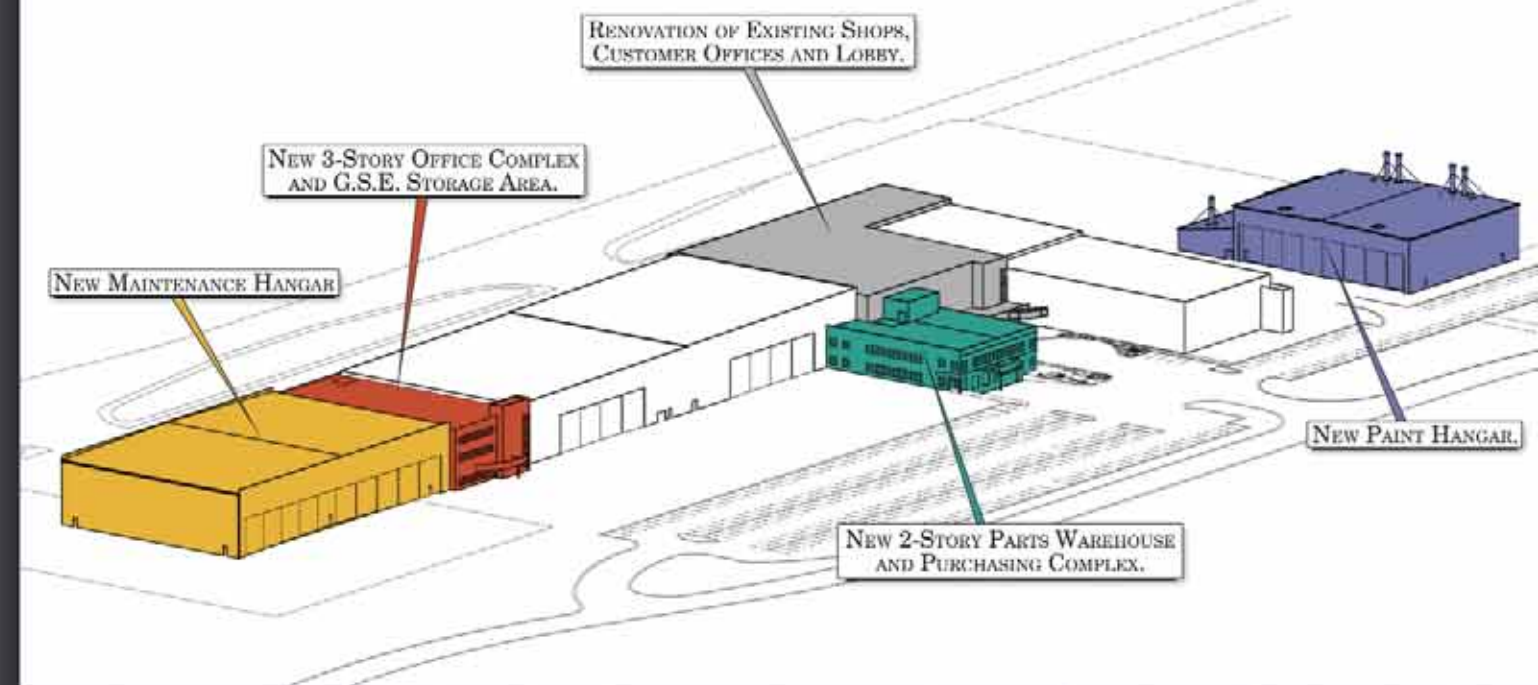 Renovation of Existing Shops,
Customer Offices and Lobby.
New 3-Story Office Complex
and G.S.E. Storage Area.
New Maintenance Hangar
New Paint Hangar.
New 2-Story Parts Warehouse
and Purchasing Complex.